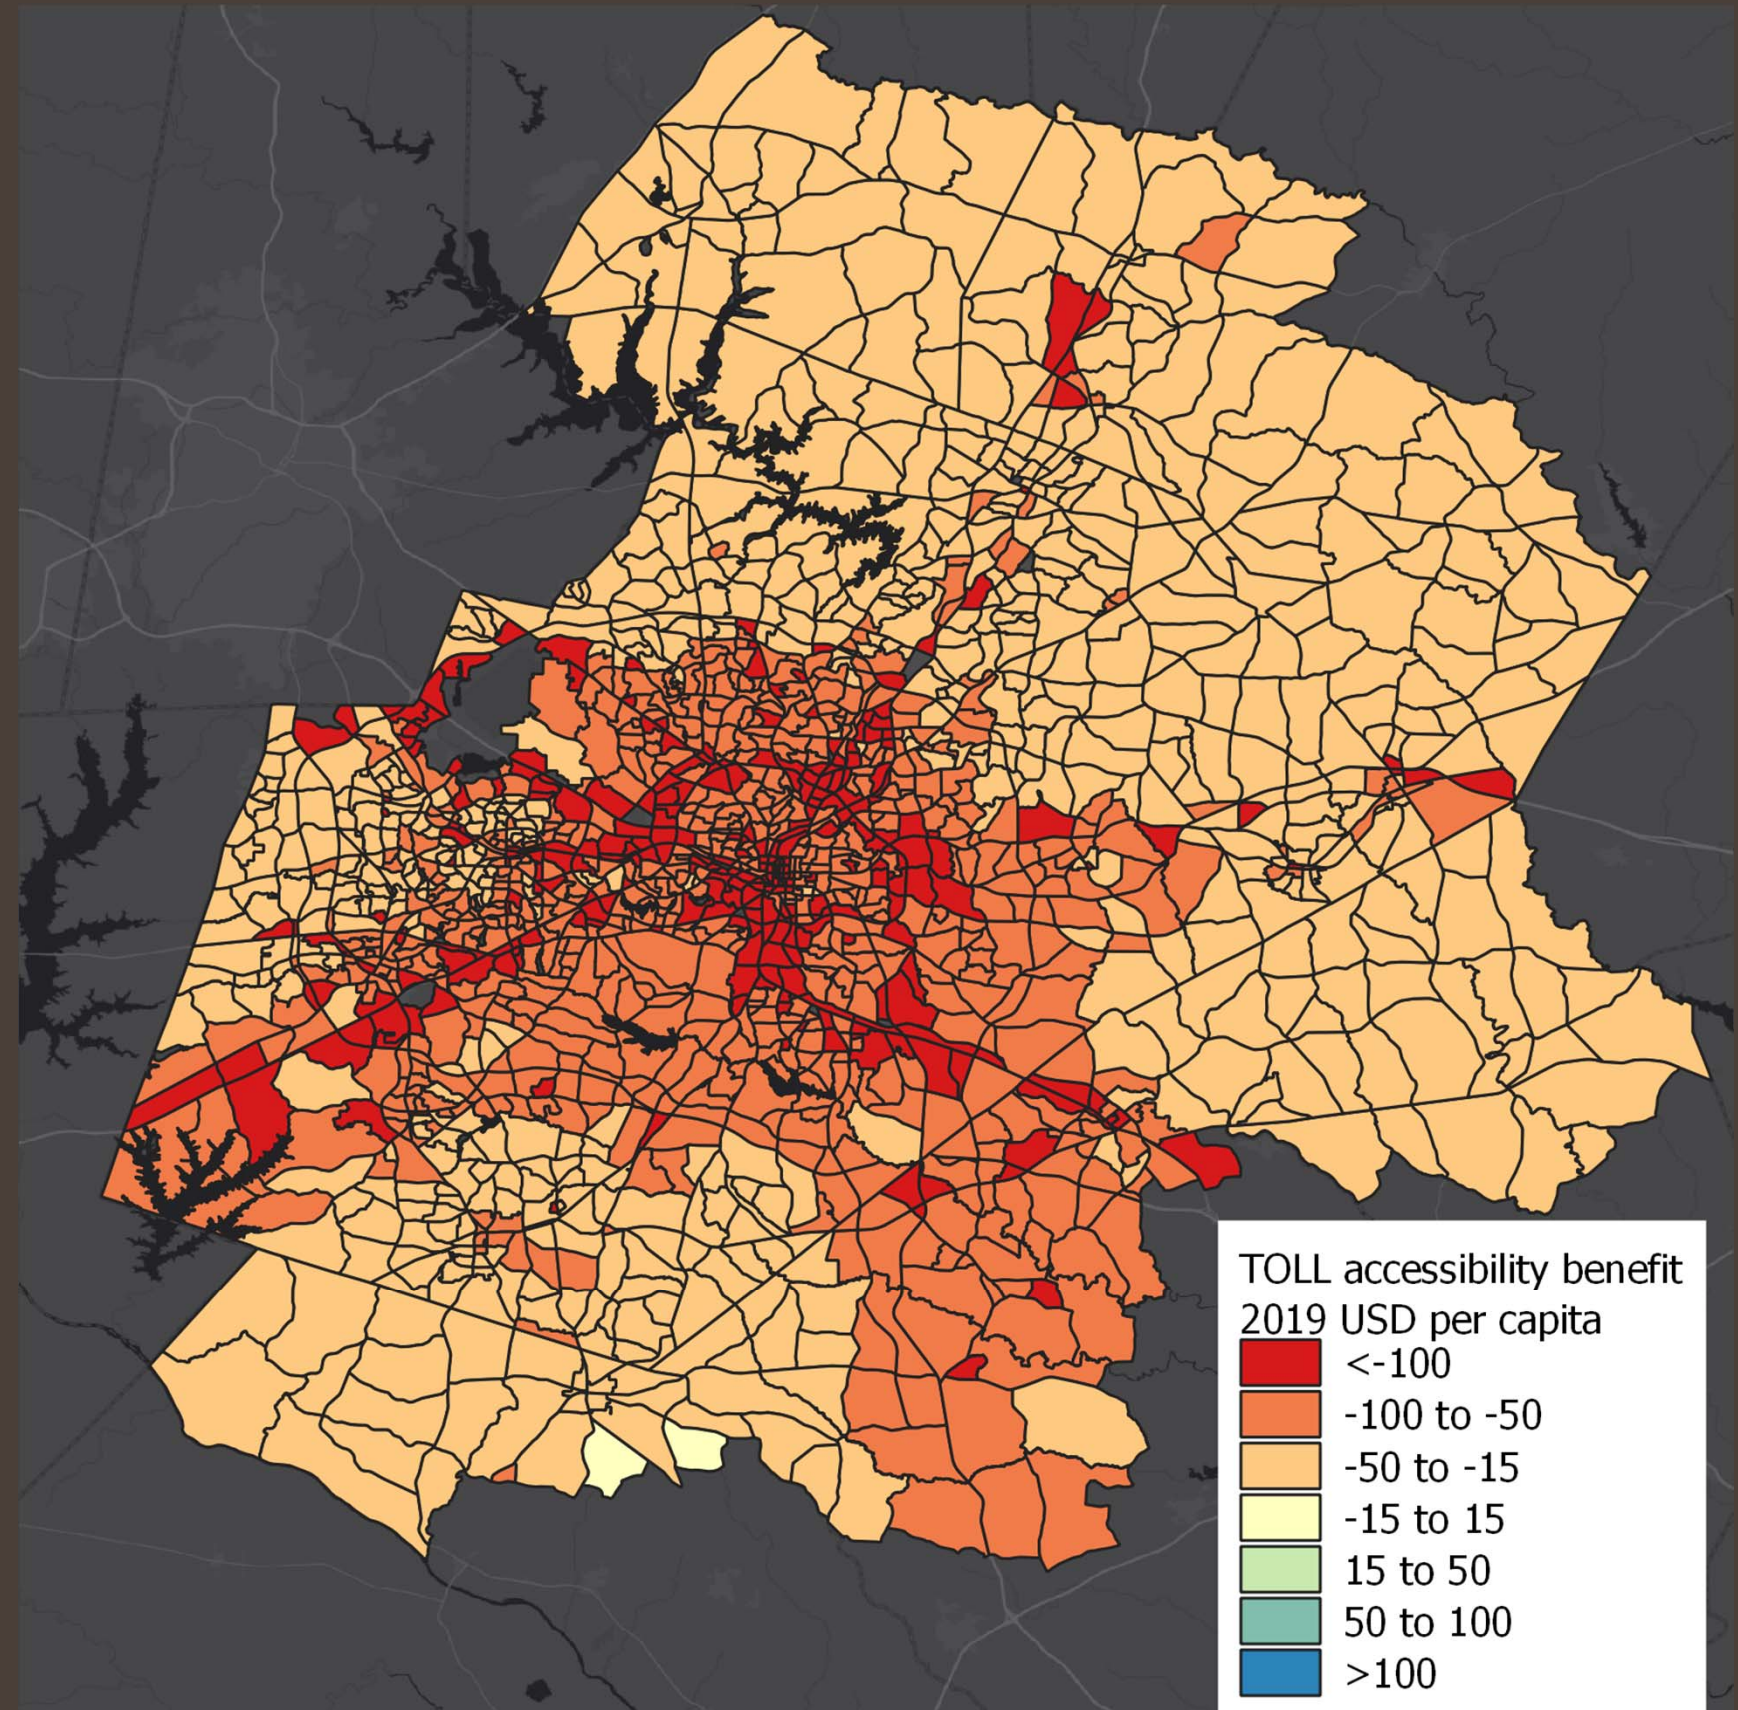 TOLL accessibility benefit
2019 USD per capita
<-100
-100 to -50
-50 to -15
-15 to 15
15 to 50
50 to 100
>100